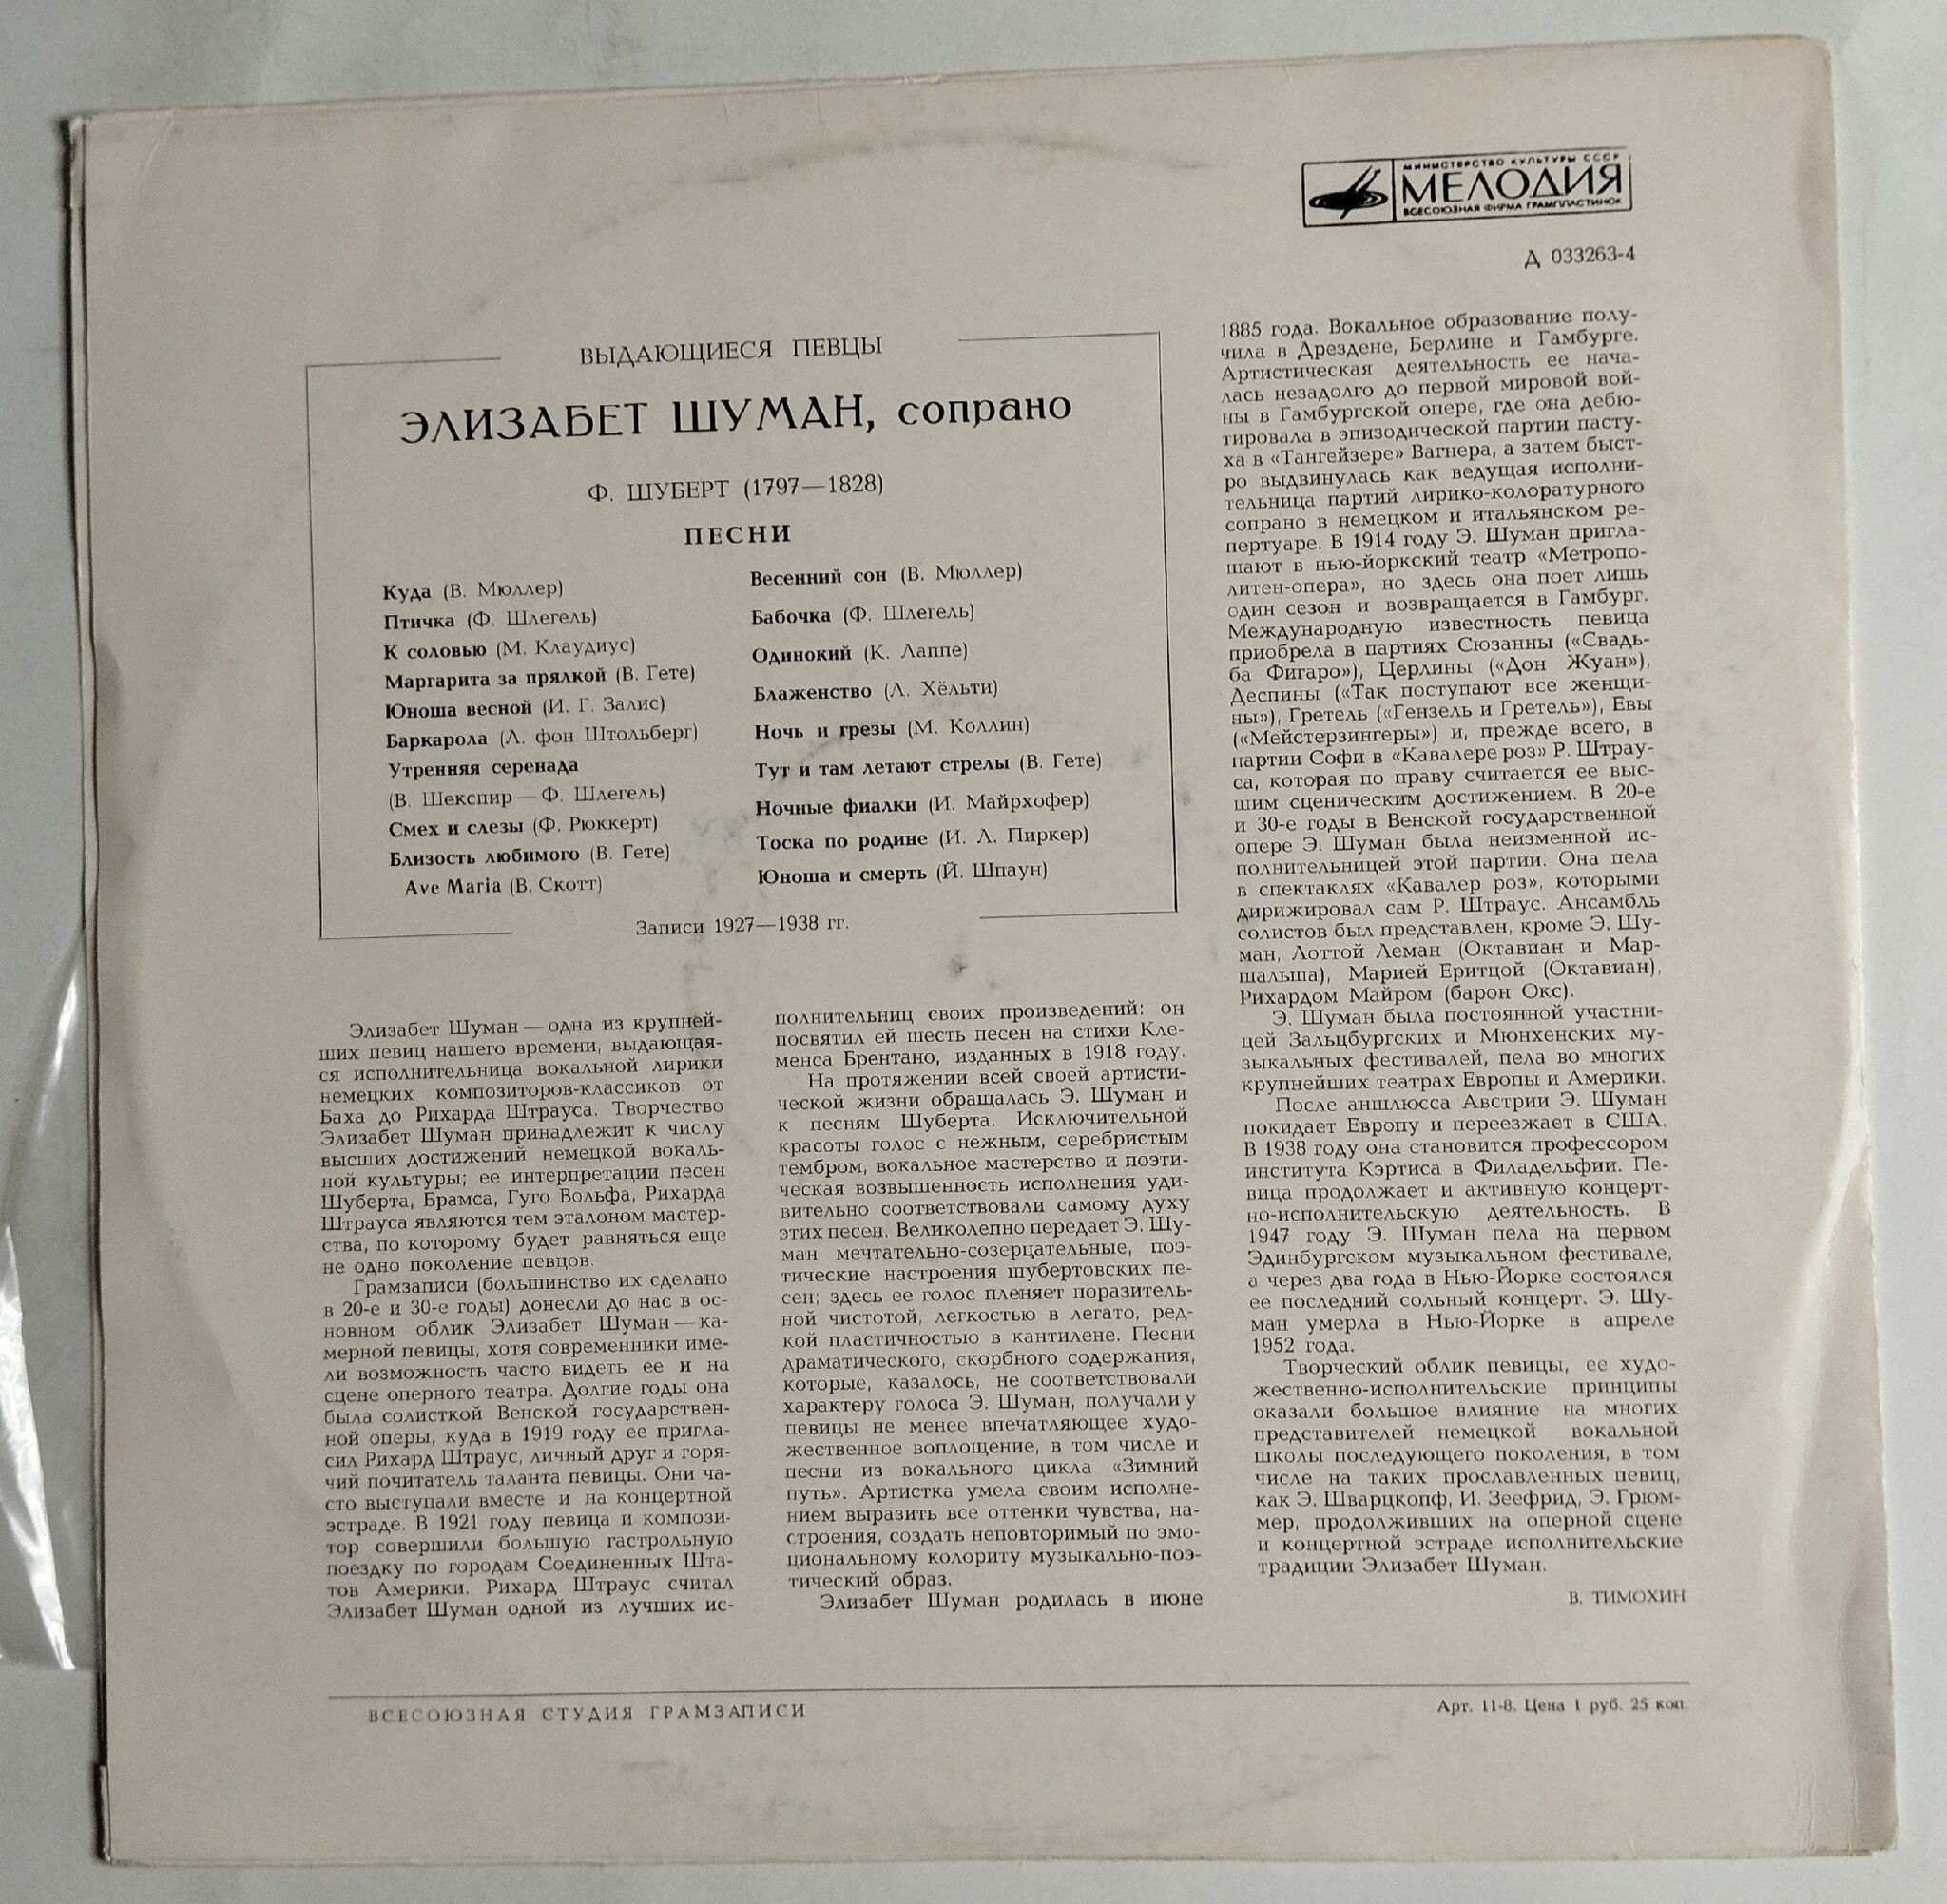 МИНИСТЕРСТВО КУЛЬТУРЫ СССР
МЕЛОДИЯ
ВСЕСОЮЗНАЯ ФИРМА ГРАМПЛАСТИНОК
Д 033263-4
ВЫДАЮЩИЕСЯ ПЕВЦЫ
ЭЛИЗАБЕТ ШУМАН, сопрано
Ф. ШУБЕРТ (1797—1828)
ПЕСНИ
Куда (В. Мюллер)
Птичка (Ф. Шлегель)
К соловью (М. Клаудиус)
Маргарита за прялкой (В. Гете)
Юноша весной (И. Г. Залис)
Баркарола (Л. фон Штольберг)
Утренняя серенада
(В. Шекспир — Ф. Шлегель)
Смех и слезы (Ф. Рюккерт)
Близость любимого (В. Гете)
Ave Maria (В. Скотт)
Весенний сон (В. Мюллер)
Бабочка (Ф. Шлегель)
Одинокий (К. Лаппе)
Блаженство (Л. Хёльти)
Ночь и грезы (М. Коллин)
Тут и там летают стрелы (В. Гете)
Ночные фиалки (И. Майрхофер)
Тоска по родине (И. Л. Пиркер)
Юноша и смерть (Й. Шпаун)
Записи 1927—1938 гг.
Элизабет Шуман — одна из крупней-
ших певиц нашего времени, выдающая-
ся исполнительница вокальной лирики
немецких композиторов-классиков от
Баха до Рихарда Штрауса. Творчество
Элизабет Шуман принадлежит к числу
высших достижений немецкой вокаль-
ной культуры; ее интерпретации песен
Шуберта, Брамса, Гуго Вольфа, Рихарда
Штрауса являются тем эталоном мастер-
ства, по которому будет равняться еще
не одно поколение певцов.
Грамзаписи (большинство их сделано
в 20-е и 30-е годы) донесли до нас в ос-
новном облик Элизабет Шуман — ка-
мерной певицы, хотя современники име-
ли возможность часто видеть ее и на
сцене оперного театра. Долгие годы она
была солисткой Венской государствен-
ной оперы, куда в 1919 году ее пригла-
сил Рихард Штраус, личный друг и горя-
чий почитатель таланта певицы. Они ча-
сто выступали вместе и на концертной
эстраде. В 1921 году певица и компози-
тор совершили большую гастрольную
поездку по городам Соединенных Шта-
тов Америки. Рихард Штраус считал
Элизабет Шуман одной из лучших ис-
полнительниц своих произведений: он
посвятил ей шесть песен на стихи Кле-
менса Брентано, изданных в 1918 году.
На протяжении всей своей артисти-
ческой жизни обращалась Э. Шуман и
к песням Шуберта. Исключительной
красоты голос с нежным, серебристым
тембром, вокальное мастерство и поэти-
ческая возвышенность исполнения уди-
вительно соответствовали самому духу
этих песен. Великолепно передает Э. Шу-
ман мечтательно-созерцательные, поэ-
тические настроения шубертовских пе-
сен; здесь ее голос пленяет поразитель-
ной чистотой, легкостью в легато, ред-
кой пластичностью в кантилене. Песни
драматического, скорбного содержания,
которые, казалось, не соответствовали
характеру голоса Э. Шуман, получали у
певицы не менее впечатляющее худо-
жественное воплощение, в том числе и
песни из вокального цикла «Зимний
путь». Артистка умела своим исполне-
нием выразить все оттенки чувства, на-
строения, создать неповторимый по эмо-
циональному колориту музыкально-поэ-
тический образ.
Элизабет Шуман родилась в июне
1885 года. Вокальное образование полу-
чила в Дрездене, Берлине и Гамбурге.
Артистическая деятельность ее нача-
лась незадолго до первой мировой вой-
ны в Гамбургской опере, где она дебю-
тировала в эпизодической партии пасту-
ха в «Тангейзере» Вагнера, а затем быст-
ро выдвинулась как ведущая исполни-
тельница партий лирико-колоратурного
сопрано в немецком и итальянском ре-
пертуаре. В 1914 году Э. Шуман пригла-
шают в нью-йоркский театр «Метропо-
литен-опера», но здесь она поет лишь
один сезон и возвращается в Гамбург.
Международную известность певица
приобрела в партиях Сюзанны («Свадь-
ба Фигаро»), Церлины («Дон Жуан»),
Деспины («Так поступают все женщи-
ны»), Гретель («Гензель и Гретель»), Евы
(«Мейстерзингеры») и, прежде всего, в
партии Софи в «Кавалере роз» Р. Штрау-
са, которая по праву считается ее выс-
шим сценическим достижением. В 20-е
и 30-е годы в Венской государственной
опере Э. Шуман была неизменной ис-
полнительницей этой партии. Она пела
в спектаклях «Кавалер роз», которыми
дирижировал сам Р. Штраус. Ансамбль
солистов был представлен, кроме Э. Шу-
ман, Лоттой Леман (Октавиан и Мар-
шальша), Марией Еритцой (Октавиан),
Рихардом Майром (барон Окс).
Э. Шуман была постоянной участни-
цей Зальцбургских и Мюнхенских му-
зыкальных фестивалей, пела во многих
крупнейших театрах Европы и Америки.
После аншлюсса Австрии Э. Шуман
покидает Европу и переезжает в США.
В 1938 году она становится профессором
института Кэртиса в Филадельфии. Пе-
вица продолжает и активную концерт-
но-исполнительскую деятельность. В
1947 году Э. Шуман пела на первом
Эдинбургском музыкальном фестивале,
а через два года в Нью-Йорке состоялся
ее последний сольный концерт. Э. Шу-
ман умерла в Нью-Йорке в апреле
1952 года.
Творческий облик певицы, ее худо-
жественно-исполнительские принципы
оказали большое влияние на многих
представителей немецкой вокальной
школы последующего поколения, в том
числе на таких прославленных певиц,
как Э. Шварцкопф, И. Зеефрид, Э. Грюм-
мер, продолживших на оперной сцене
и концертной эстраде исполнительские
традиции Элизабет Шуман.
В. ТИМОХИН
ВСЕСОЮЗНАЯ СТУДИЯ ГРАМЗАПИСИ
Арт. 11-8. Цена 1 руб. 25 коп.